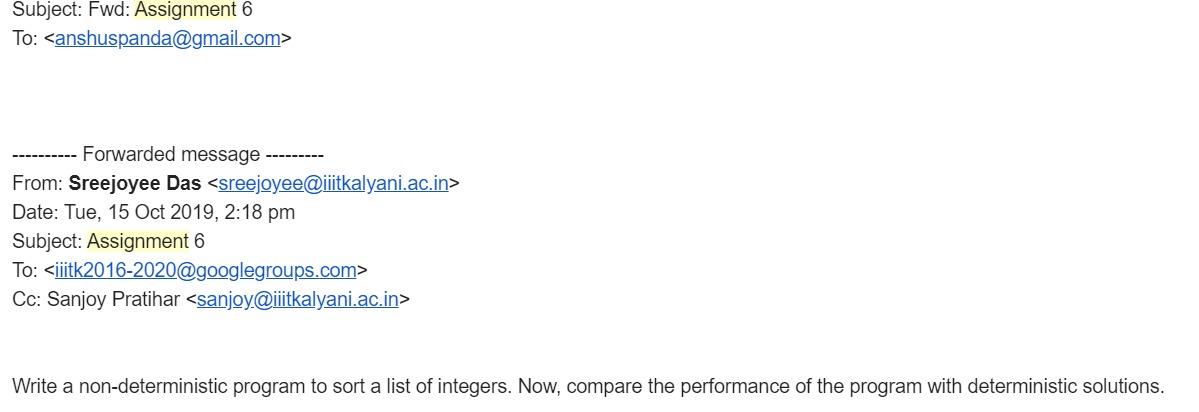 Subject: Fwd: Assignment 6
To: <anshuspanda@gmail.com>
---------- Forwarded message ---------
From: Sreejoyee Das <sreejoyee@iiitkalyani.ac.in>
Date: Tue, 15 Oct 2019, 2:18 pm
Subject: Assignment 6
To: <iiitk2016-2020@googlegroups.com>
Cc: Sanjoy Pratihar <sanjoy@iiitkalyani.ac.in>
Write a non-deterministic program to sort a list of integers. Now, compare the performance of the program with deterministic solutions.